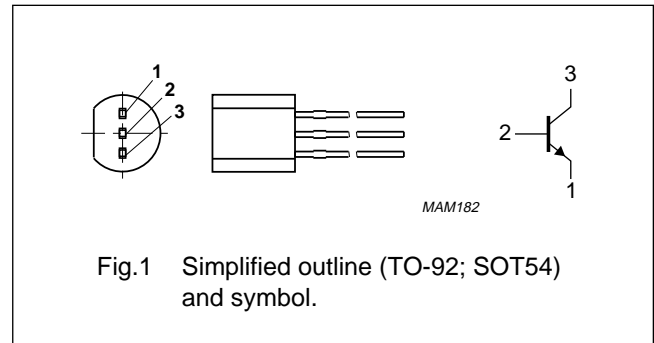 1
2
3
MAM182
3
2
1
Fig.1 Simplified outline (TO-92; SOT54)
and symbol.